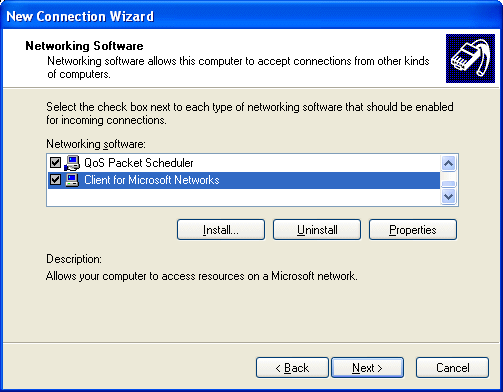 New Connection Wizard
Networking Software
Networking software allows this computer to accept connections from other kinds
of computers.
Select the check box next to each type of networking software that should be enabled
for incoming connections.
Networking software:
QoS Packet Scheduler
Client for Microsoft Networks
Install...
Uninstall
Properties
Description:
Allows your computer to access resources on a Microsoft network.
< Back
Next >
Cancel